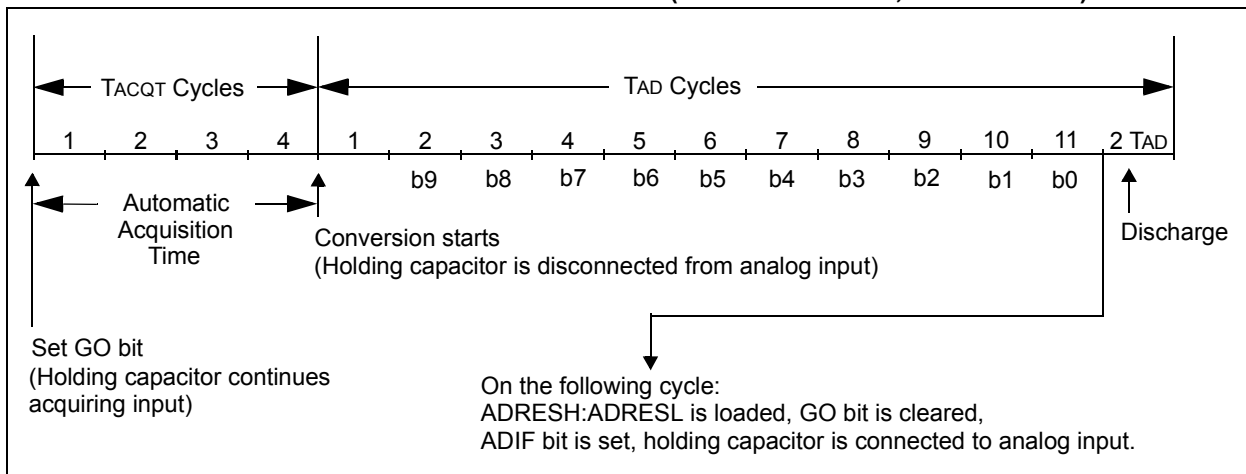 TACQT Cycles
TAD Cycles
1 2 3 4 1 2 3 4 5 6 7 8 9 10 11 2 TAD
b9 b8 b7 b6 b5 b4 b3 b2 b1 b0
Automatic
Acquisition
Time
Conversion starts
(Holding capacitor is disconnected from analog input)
Discharge
Set GO bit
(Holding capacitor continues
acquiring input)
On the following cycle:
ADRESH:ADRESL is loaded, GO bit is cleared,
ADIF bit is set, holding capacitor is connected to analog input.